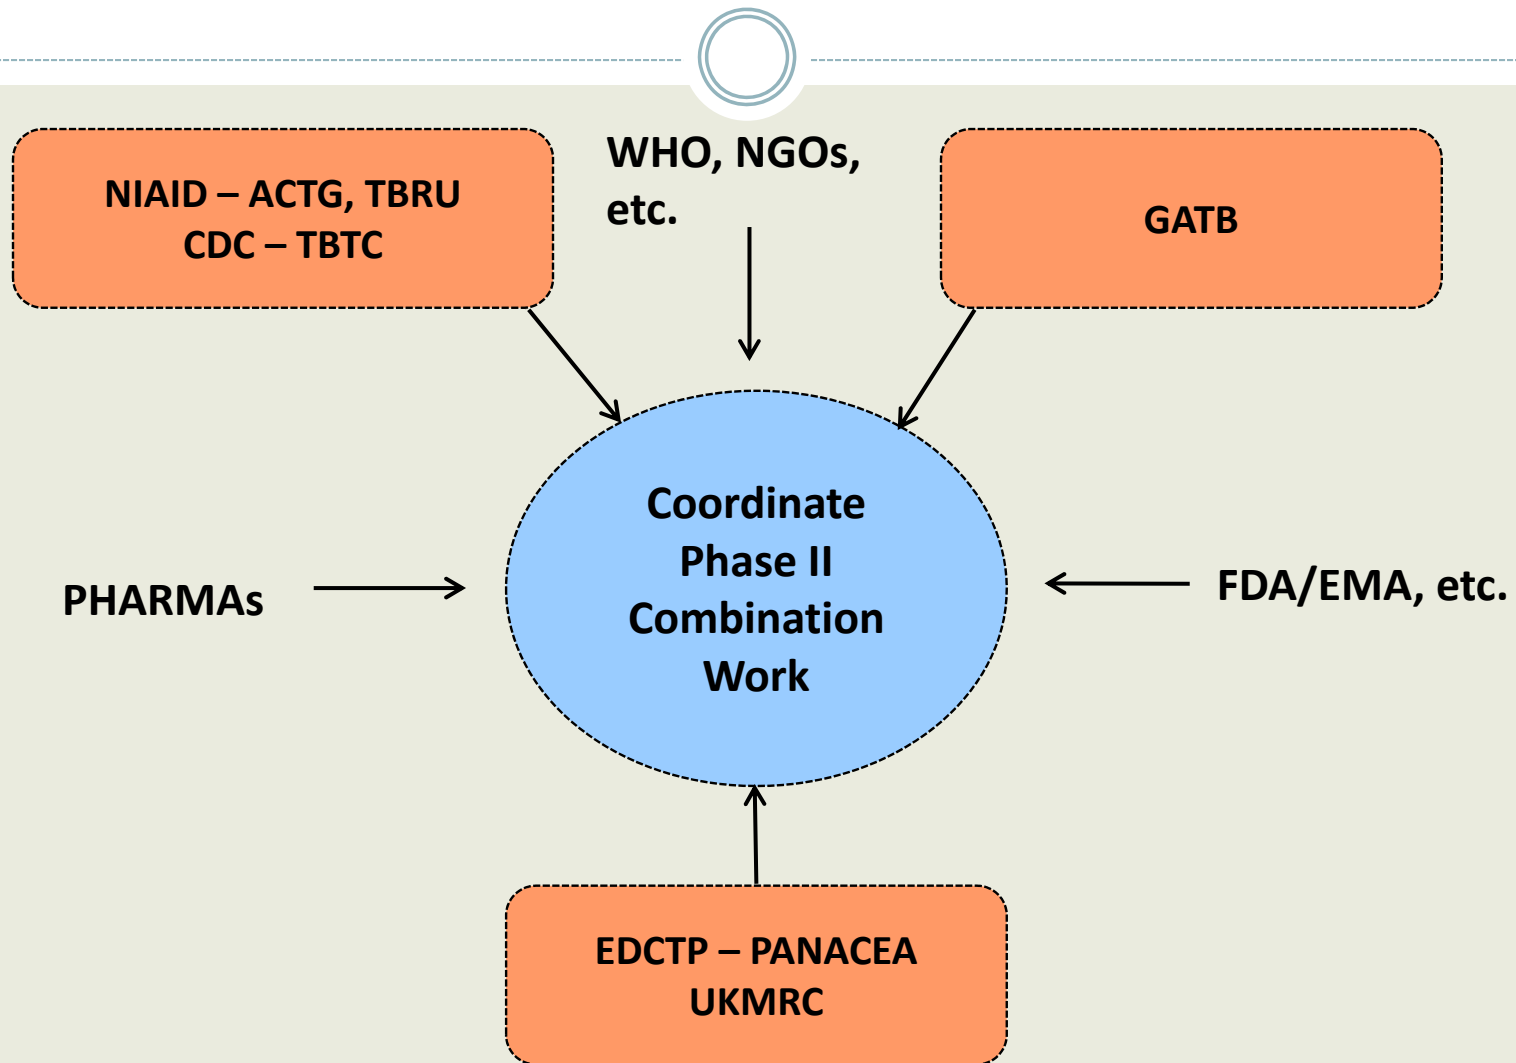 NIAID – ACTG, TBRU
CDC – TBTC
WHO, NGOs,
etc.
GATB
Coordinate
Phase II
Combination
Work
PHARMAs
FDA/EMA, etc.
EDCTP – PANACEA
UKMRC